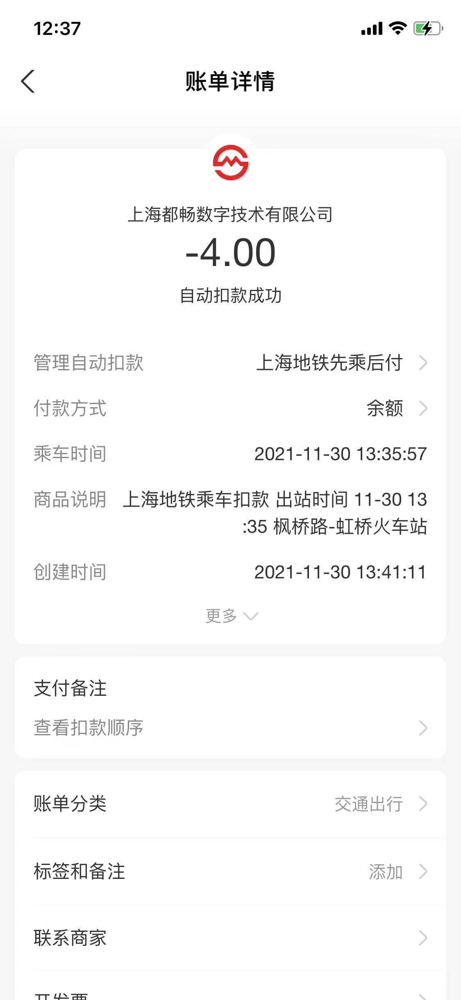 12:37
账单详情
上海都畅数字技术有限公司
-4.00
自动扣款成功
管理自动扣款 上海地铁先乘后付
付款方式 余额
乘车时间 2021-11-30 13:35:57
商品说明 上海地铁乘车扣款 出站时间 11-30 13
:35 枫桥路-虹桥火车站
创建时间 2021-11-30 13:41:11
更多
支付备注
查看扣款顺序
账单分类 交通出行
标签和备注 添加
联系商家
开发票